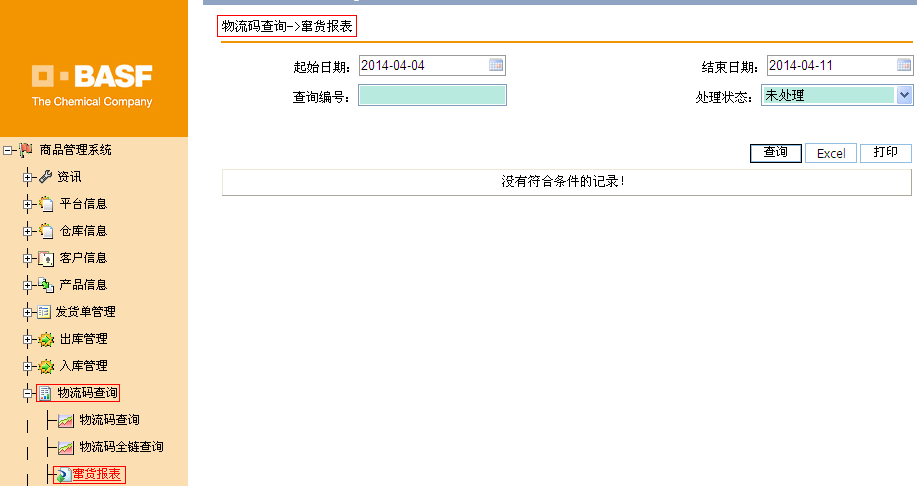 BASF
The Chemical Company
商品管理系统
资讯
平台信息
仓库信息
客户信息
产品信息
发货单管理
出库管理
入库管理
物流码查询
物流码查询
物流码全链查询
窜货报表
物流码查询->窜货报表
起始日期: 2014-04-04 结束日期: 2014-04-11
查询编号: 处理状态: 未处理
查询 Excel 打印
没有符合条件的记录!